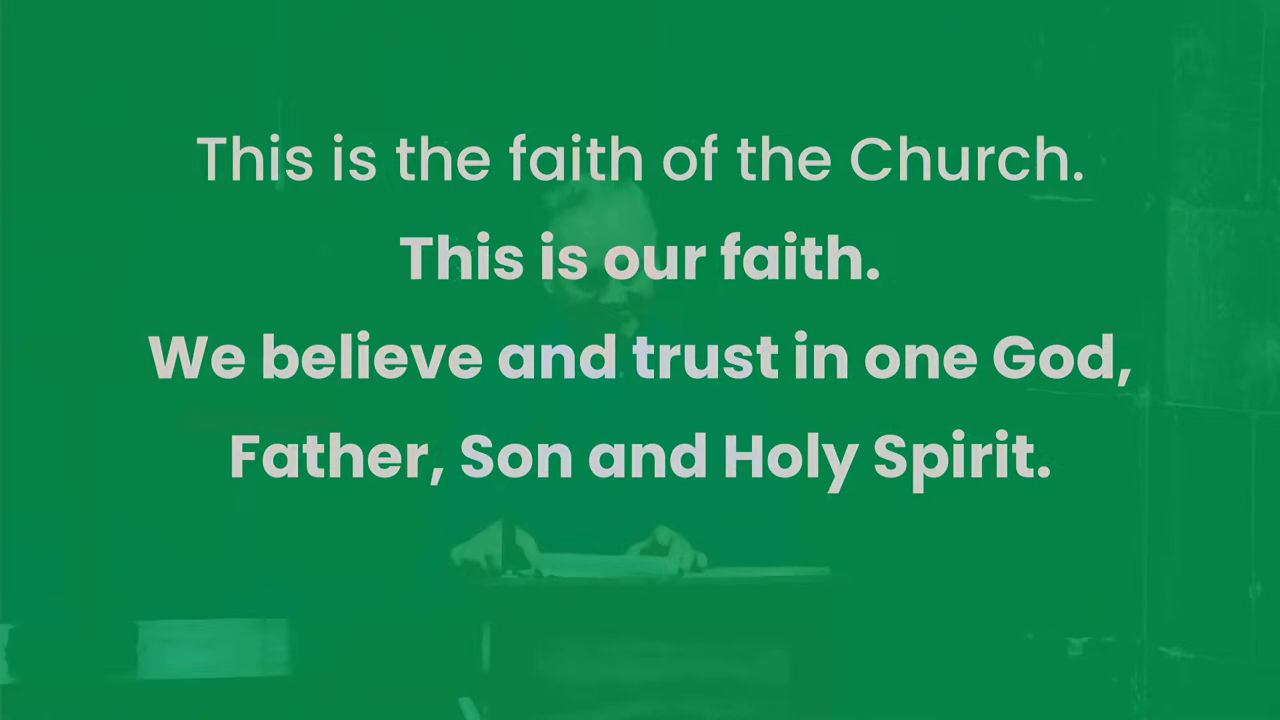 This is the faith of the Church.
This is our faith.
We believe and trust in one God,
Father, Son and Holy Spirit.